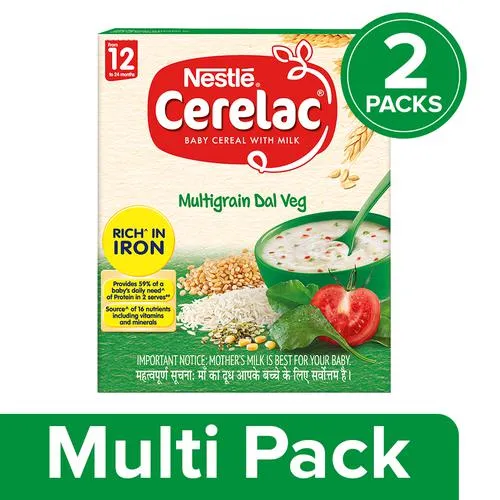 from
12
to 24 months
Nestlé®
Cerelac®
BABY CEREAL WITH MILK
2
PACKS
Multigrain Dal Veg
RICH^ IN
IRON
Provides 59% of a
baby's daily need^
of Protein in 2 serves**
Source^ of 16 nutrients
including vitamins
and minerals
IMPORTANT NOTICE: MOTHER'S MILK IS BEST FOR YOUR BABY.
महत्वपूर्ण सूचना: माँ का दूध आपके बच्चे के लिए सर्वोत्तम है।
Multi Pack